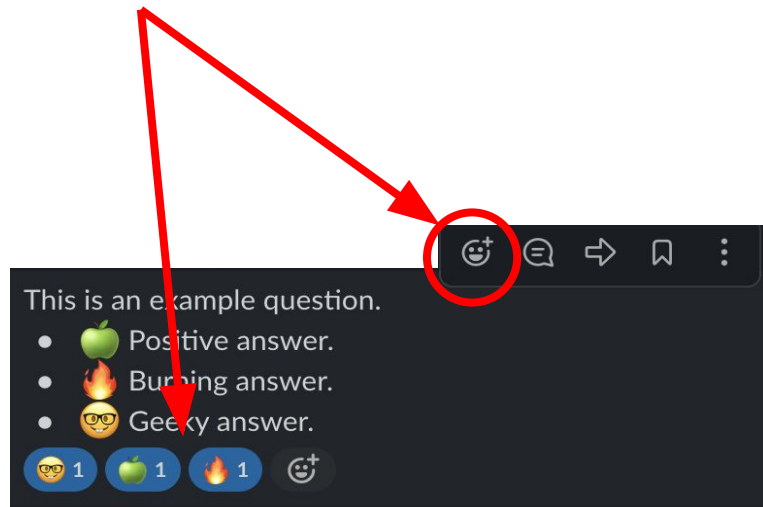 This is an example question.
Positive answer.
Burning answer.
Geeky answer.
1 1 1